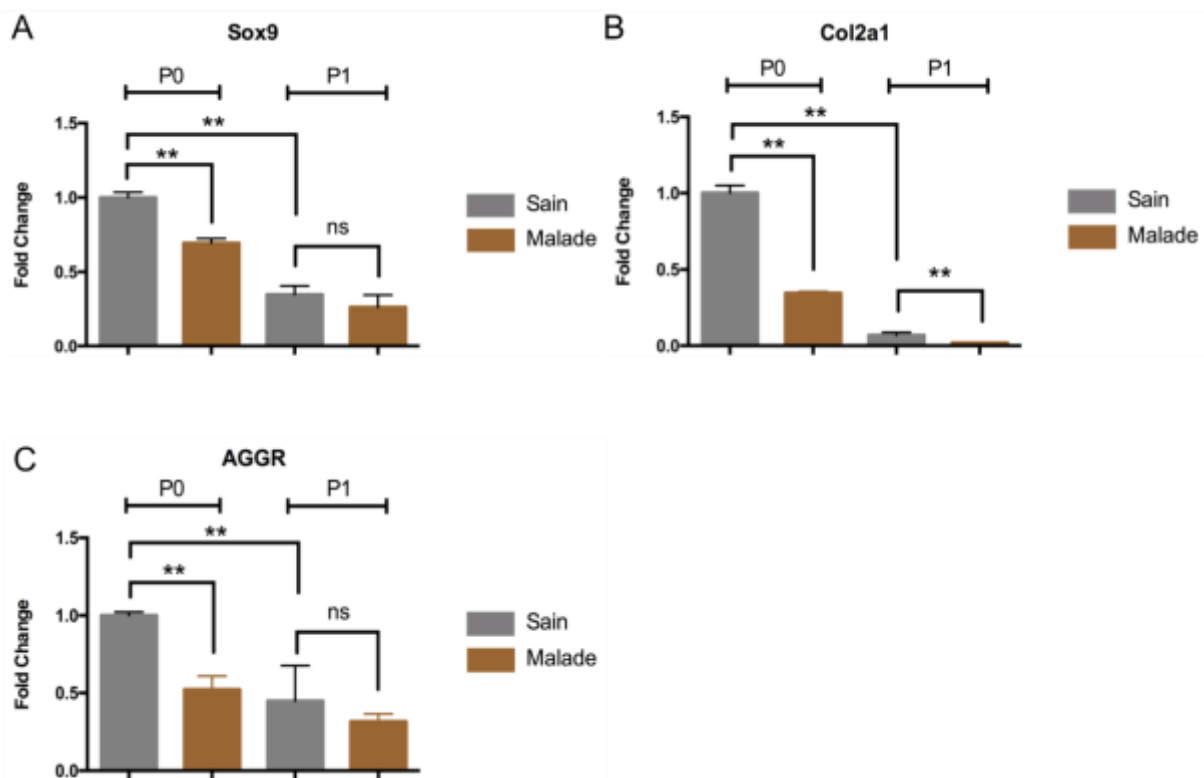 A
Sox9
P0
P1
**
**
ns
1.5
1.0
0.5
0.0
Fold Change
Sain
Malade
B
Col2a1
P0
P1
**
**
**
1.5
1.0
0.5
0.0
Fold Change
Sain
Malade
C
AGGR
P0
P1
**
**
ns
1.5
1.0
0.5
0.0
Fold Change
Sain
Malade